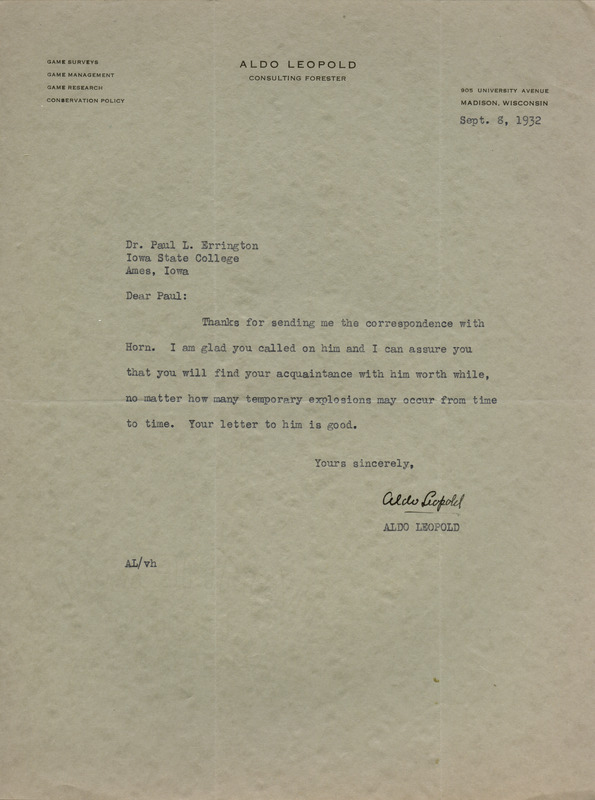 GAME SURVEYS
GAME MANAGEMENT
GAME RESEARCH
CONSERVATION POLICY
ALDO LEOPOLD
CONSULTING FORESTER
905 UNIVERSITY AVENUE
MADISON, WISCONSIN
Sept. 8, 1932
Dr. Paul L. Errington
Iowa State College
Ames, Iowa
Dear Paul:
Thanks for sending me the correspondence with
Horn. I am glad you called on him and I can assure you
that you will find your acquaintance with him worth while,
no matter how many temporary explosions may occur from time
to time. Your letter to him is good.
Yours sincerely,
Aldo Leopold
ALDO LEOPOLD
AL/vh